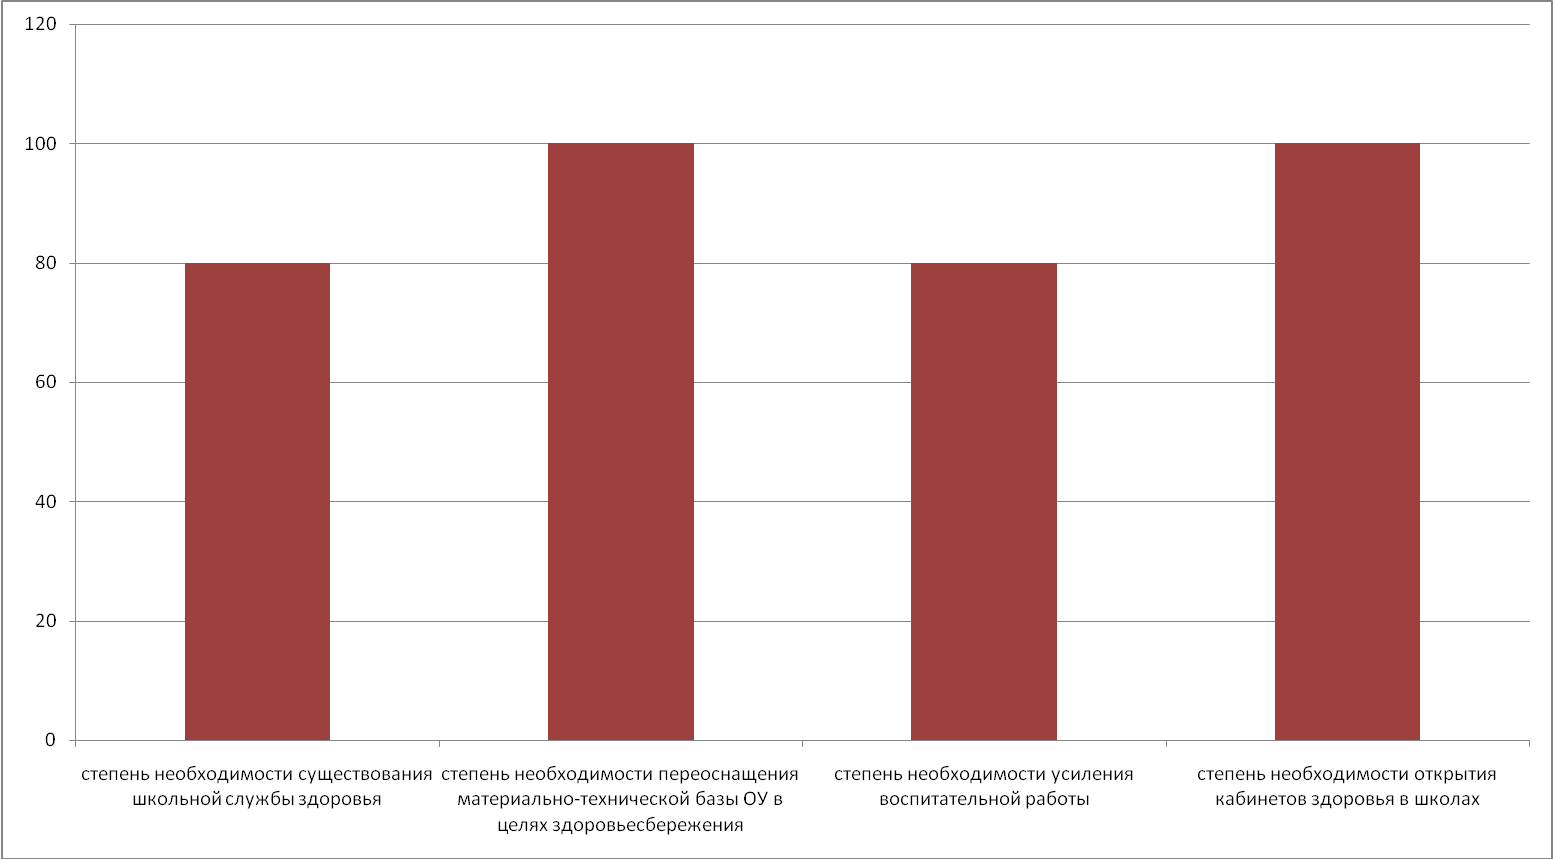 120
100
80
60
40
20
0
степень необходимости существования
школьной службы здоровья
степень необходимости переоснащения
материально-технической базы ОУ в
целях здоровьесбережения
степень необходимости усиления
воспитательной работы
степень необходимости открытия
кабинетов здоровья в школах